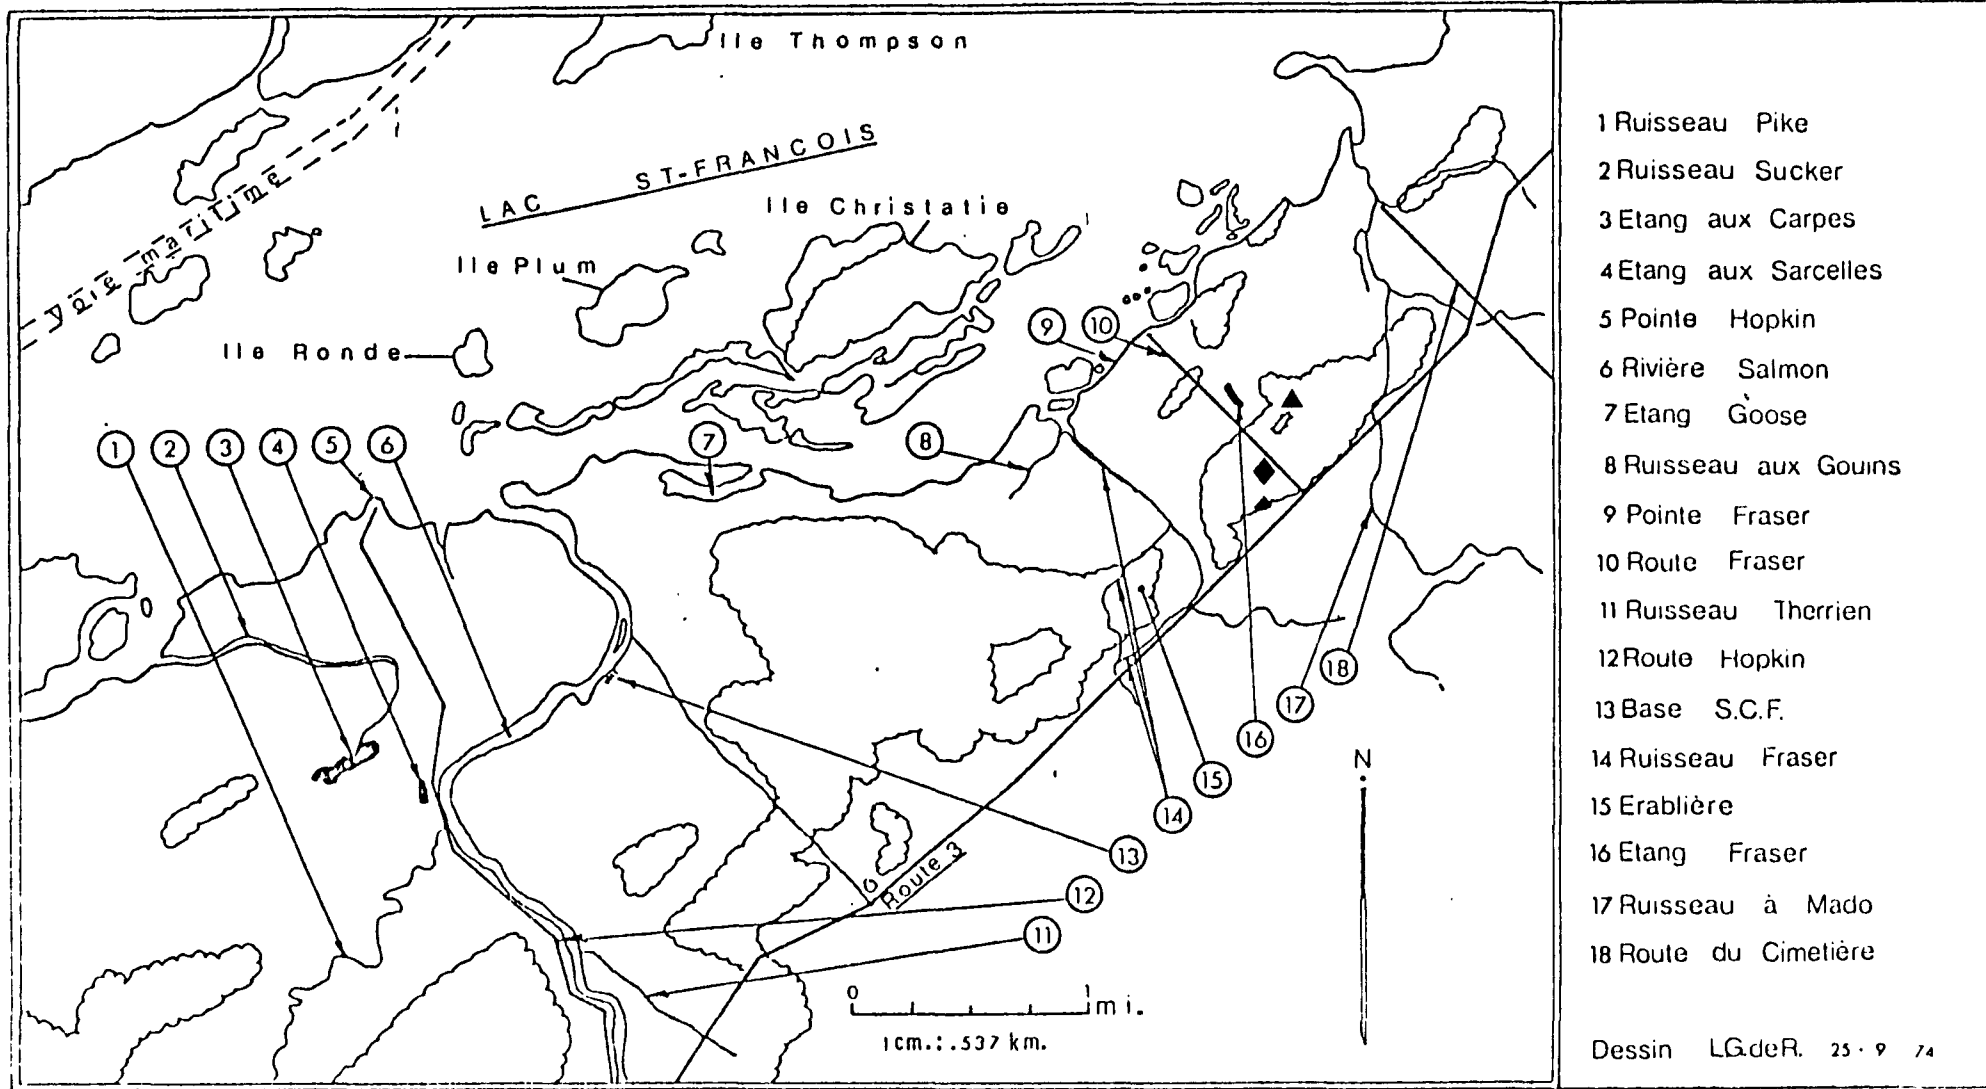 Ile Thompson
LAC ST-FRANCOIS
Voie maritime
Ile Christatie
Ile Plum
Ile Ronde
9 10
1 2 3 4 5 6 7 8
18
17
16
15
14
13
12
11
Route 3
N
0 1 mi.
1cm.: .537 km.
1 Ruisseau Pike
2 Ruisseau Sucker
3 Etang aux Carpes
4 Etang aux Sarcelles
5 Pointe Hopkin
6 Rivière Salmon
7 Etang Goose
8 Ruisseau aux Gouins
9 Pointe Fraser
10 Route Fraser
11 Ruisseau Therrien
12 Route Hopkin
13 Base S.C.F.
14 Ruisseau Fraser
15 Erablière
16 Etang Fraser
17 Ruisseau à Mado
18 Route du Cimetière
Dessin L.G.deR. 25 · 9 74